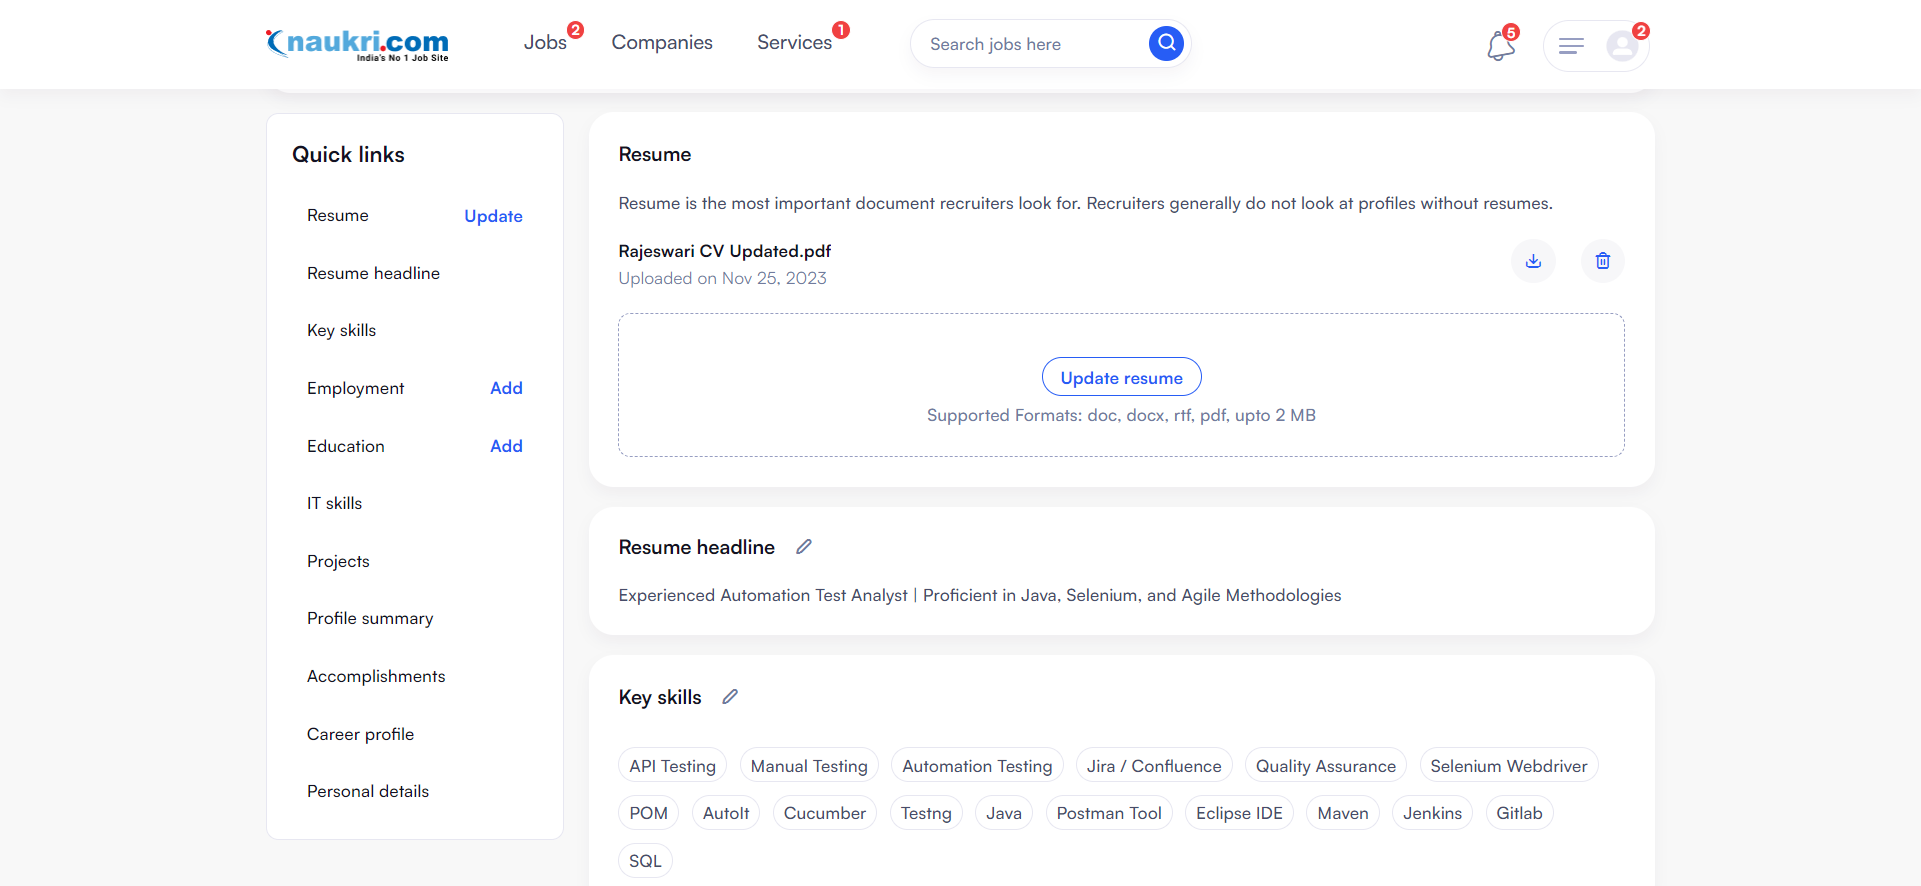 naukri.com
India's No 1 Job Site
Jobs 2
Companies
Services 1
Search jobs here
5
2
Quick links
Resume Update
Resume headline
Key skills
Employment Add
Education Add
IT skills
Projects
Profile summary
Accomplishments
Career profile
Personal details
Resume
Resume is the most important document recruiters look for. Recruiters generally do not look at profiles without resumes.
Rajeswari CV Updated.pdf
Uploaded on Nov 25, 2023
Update resume
Supported Formats: doc, docx, rtf, pdf, upto 2 MB
Resume headline
Experienced Automation Test Analyst | Proficient in Java, Selenium, and Agile Methodologies
Key skills
API Testing Manual Testing Automation Testing Jira / Confluence Quality Assurance Selenium Webdriver
POM AutoIt Cucumber Testng Java Postman Tool Eclipse IDE Maven Jenkins Gitlab
SQL